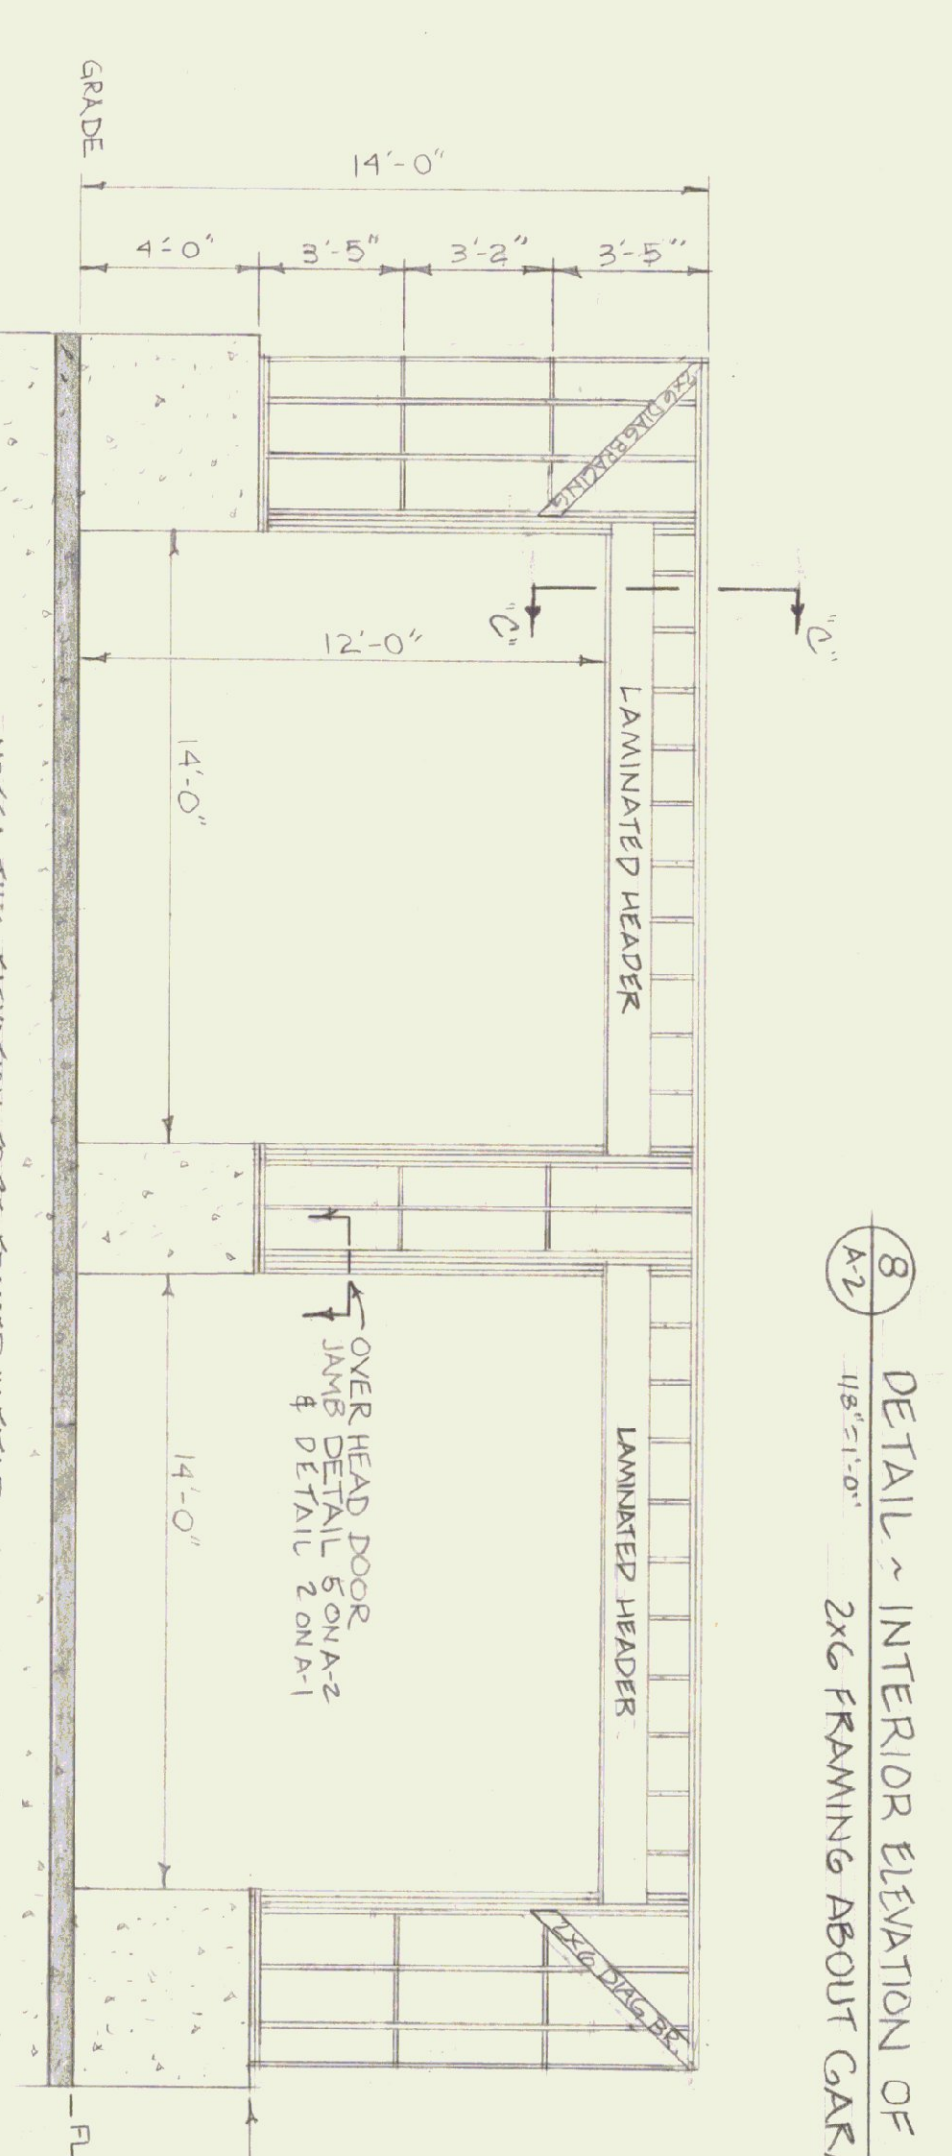 8
A-2
DETAIL ~ INTERIOR ELEVATION OF
1/8"=1'-0"
2x6 FRAMING ABOUT GAR
"C"
"C"
GRADE
14'-0"
4'-0"
3'-5"
3'-2"
3'-5"
2x6 DIAG BRACING
12'-0"
LAMINATED HEADER
14'-0"
OVER HEAD DOOR
JAMB DETAIL 5 ON A-2
& DETAIL 2 ON A-1
LAMINATED HEADER
14'-0"
2x6 DIAG BR.
FL